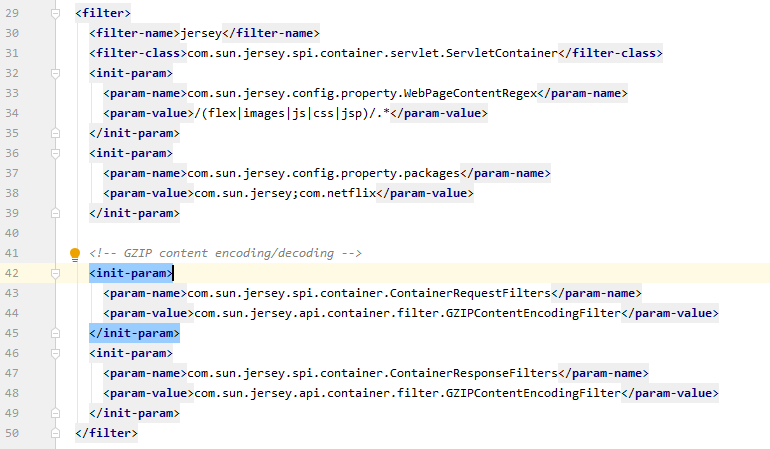 29 <filter>
30 <filter-name>jersey</filter-name>
31 <filter-class>com.sun.jersey.spi.container.servlet.ServletContainer</filter-class>
32 <init-param>
33 <param-name>com.sun.jersey.config.property.WebPageContentRegex</param-name>
34 <param-value>/(flex|images|js|css|jsp)/.*</param-value>
35 </init-param>
36 <init-param>
37 <param-name>com.sun.jersey.config.property.packages</param-name>
38 <param-value>com.sun.jersey;com.netflix</param-value>
39 </init-param>
40
41 <!-- GZIP content encoding/decoding -->
42 <init-param>
43 <param-name>com.sun.jersey.spi.container.ContainerRequestFilters</param-name>
44 <param-value>com.sun.jersey.api.container.filter.GZIPContentEncodingFilter</param-value>
45 </init-param>
46 <init-param>
47 <param-name>com.sun.jersey.spi.container.ContainerResponseFilters</param-name>
48 <param-value>com.sun.jersey.api.container.filter.GZIPContentEncodingFilter</param-value>
49 </init-param>
50 </filter>